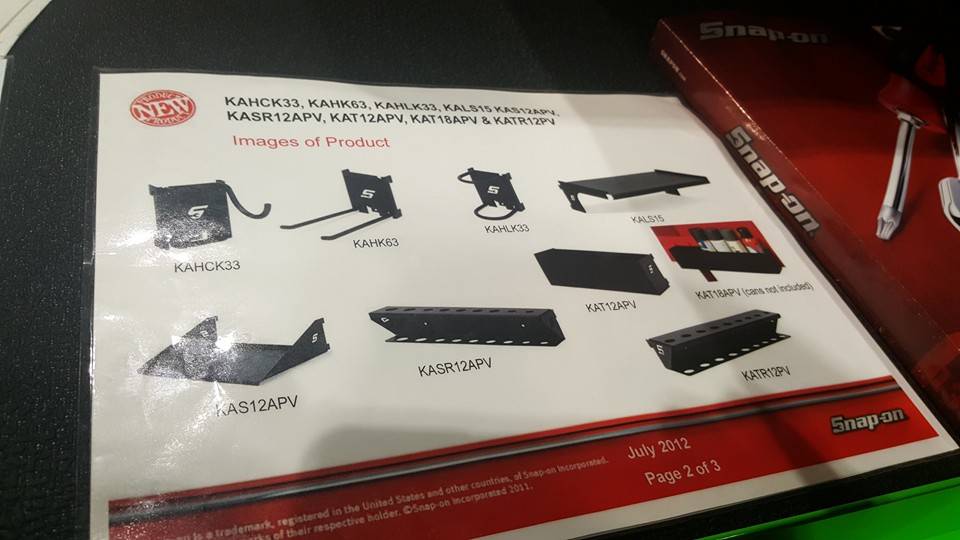 Snap-on
PRODUCT
NEW
PRODUCT
KAHCK33, KAHK63, KAHLK33, KALS15 KAS12APV,
KASR12APV, KAT12APV, KAT18APV & KATR12PV
Images of Product
Snap-on
KAHCK33
KAHK63
KAHLK33
KALS15
KAT12APV
KAT18APV (cans not included)
KAS12APV
KASR12APV
KATR12PV
Snap-on
July 2012
Page 2 of 3
is a trademark, registered in the United States and other countries, of Snap-on Incorporated.
of their respective holder. ©Snap-on Incorporated 2011.